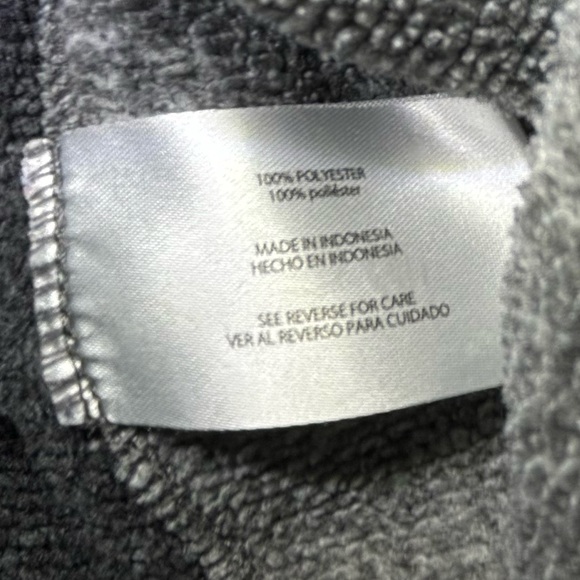 100% POLYESTER
100% poliéster
MADE IN INDONESIA
HECHO EN INDONESIA
SEE REVERSE FOR CARE
VER AL REVERSO PARA CUIDADO